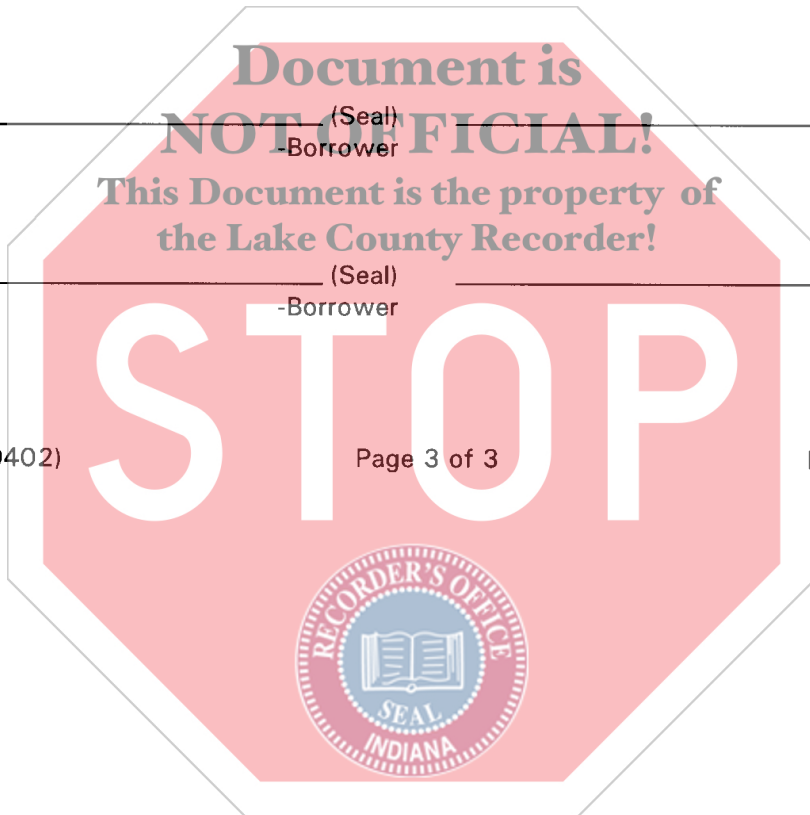 Document is
(Seal)
NOT OFFICIAL!
-Borrower
This Document is the property of
the Lake County Recorder!
(Seal)
-Borrower
STOP
0402)
Page 3 of 3
RECORDER'S OFFICE
SEAL
INDIANA